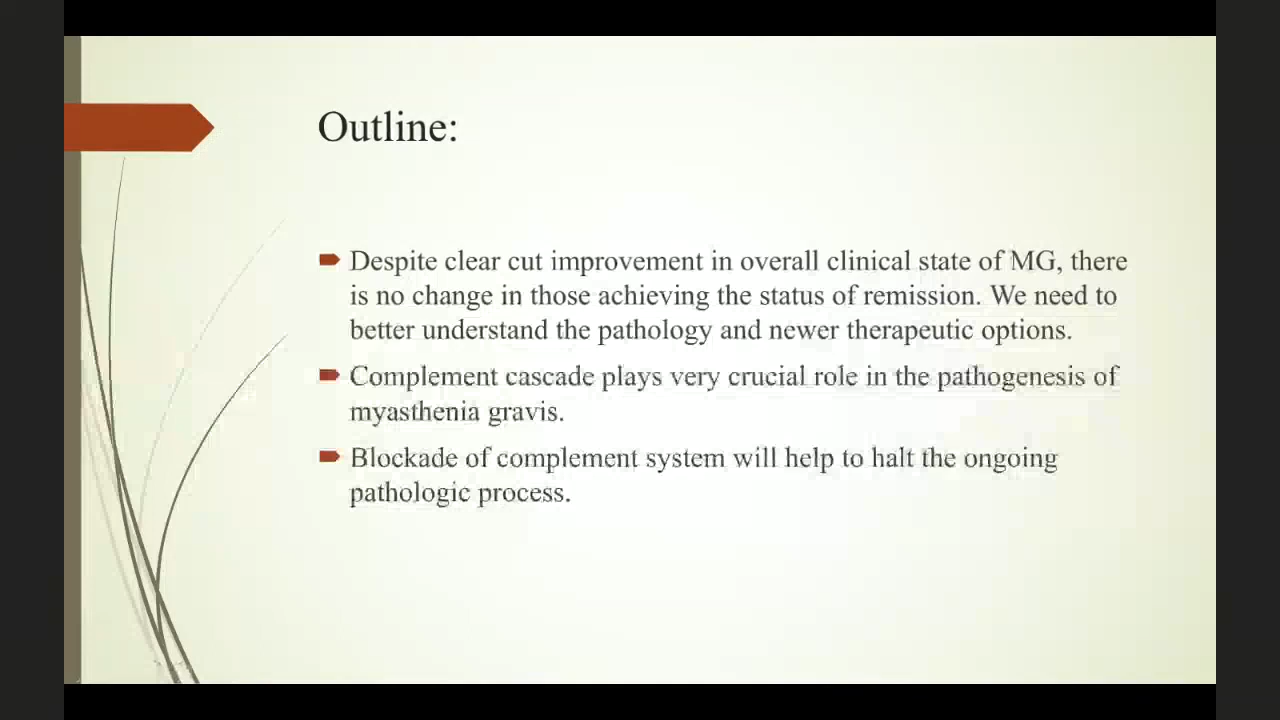 Outline:
Despite clear cut improvement in overall clinical state of MG, there
is no change in those achieving the status of remission. We need to
better understand the pathology and newer therapeutic options.
Complement cascade plays very crucial role in the pathogenesis of
myasthenia gravis.
Blockade of complement system will help to halt the ongoing
pathologic process.